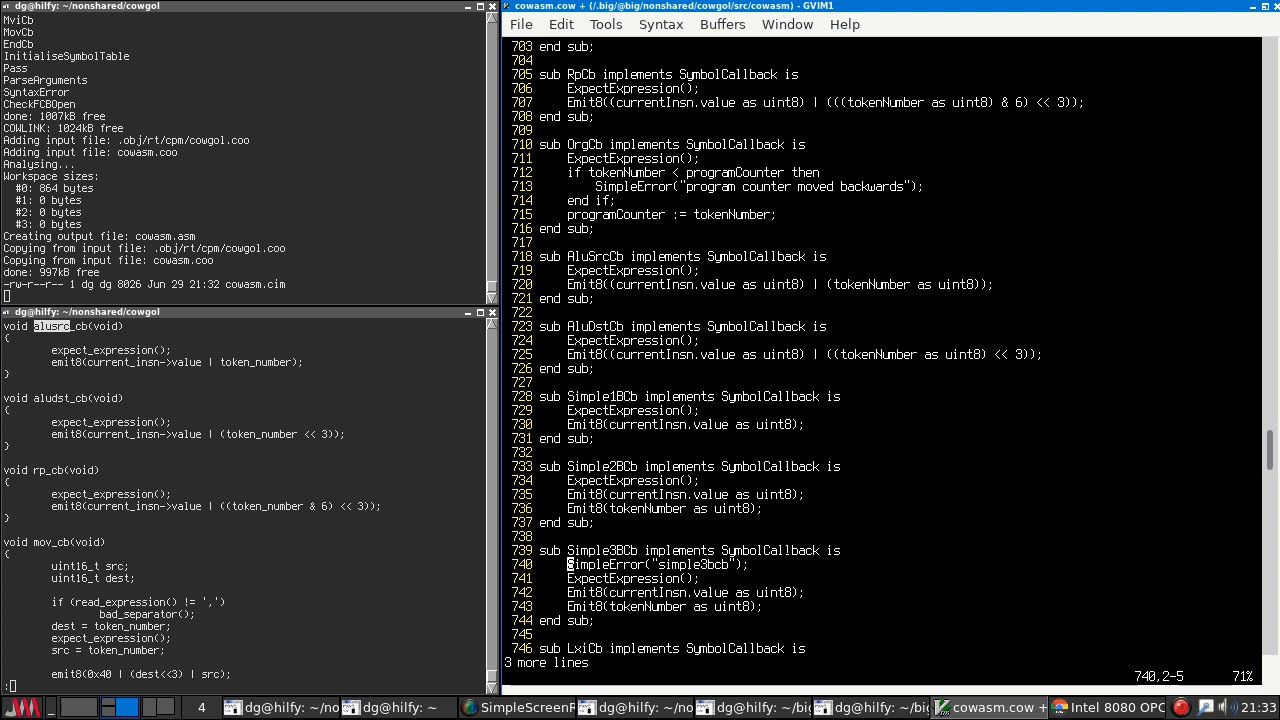 dg@hilfy: ~/nonshared/cowgol
MviCb
MovCb
EndCb
InitialiseSymbolTable
Pass
ParseArguments
SyntaxError
CheckFCBOpen
done: 1007kB free
COWLINK: 1024kB free
Adding input file: .obj/rt/cpm/cowgol.coo
Adding input file: cowasm.coo
Analysing...
Workspace sizes:
#0: 864 bytes
#1: 0 bytes
#2: 0 bytes
#3: 0 bytes
Creating output file: cowasm.asm
Copying from input file: .obj/rt/cpm/cowgol.coo
Copying from input file: cowasm.coo
done: 997kB free
-rw-r--r-- 1 dg dg 8026 Jun 29 21:32 cowasm.cim
dg@hilfy: ~/nonshared/cowgol
void alusrc_cb(void)
{
expect_expression();
emit8(current_insn->value | token_number);
}
void aludst_cb(void)
{
expect_expression();
emit8(current_insn->value | (token_number << 3));
}
void rp_cb(void)
{
expect_expression();
emit8(current_insn->value | ((token_number & 6) << 3));
}
void mov_cb(void)
{
uint16_t src;
uint16_t dest;
if (read_expression() != ',')
bad_separator();
dest = token_number;
expect_expression();
src = token_number;
emit8(0x40 | (dest<<3) | src);
:
cowasm.cow + (/.big/@big/nonshared/cowgol/src/cowasm) - GVIM1
File Edit Tools Syntax Buffers Window Help
703 end sub;
704
705 sub RpCb implements SymbolCallback is
706 ExpectExpression();
707 Emit8((currentInsn.value as uint8) | (((tokenNumber as uint8) & 6) << 3));
708 end sub;
709
710 sub OrgCb implements SymbolCallback is
711 ExpectExpression();
712 if tokenNumber < programCounter then
713 SimpleError("program counter moved backwards");
714 end if;
715 programCounter := tokenNumber;
716 end sub;
717
718 sub AluSrcCb implements SymbolCallback is
719 ExpectExpression();
720 Emit8((currentInsn.value as uint8) | (tokenNumber as uint8));
721 end sub;
722
723 sub AluDstCb implements SymbolCallback is
724 ExpectExpression();
725 Emit8((currentInsn.value as uint8) | ((tokenNumber as uint8) << 3));
726 end sub;
727
728 sub Simple1BCb implements SymbolCallback is
729 ExpectExpression();
730 Emit8(currentInsn.value as uint8);
731 end sub;
732
733 sub Simple2BCb implements SymbolCallback is
734 ExpectExpression();
735 Emit8(currentInsn.value as uint8);
736 Emit8(tokenNumber as uint8);
737 end sub;
738
739 sub Simple3BCb implements SymbolCallback is
740 SimpleError("simple3bcb");
741 ExpectExpression();
742 Emit8(currentInsn.value as uint8);
743 Emit8(tokenNumber as uint8);
744 end sub;
745
746 sub LxiCb implements SymbolCallback is
3 more lines
740,2-5 71%
4 dg@hilfy: ~/no dg@hilfy: ~ SimpleScreenR dg@hilfy: ~/no dg@hilfy: ~/big dg@hilfy: ~/big cowasm.cow + Intel 8080 OPC 21:33